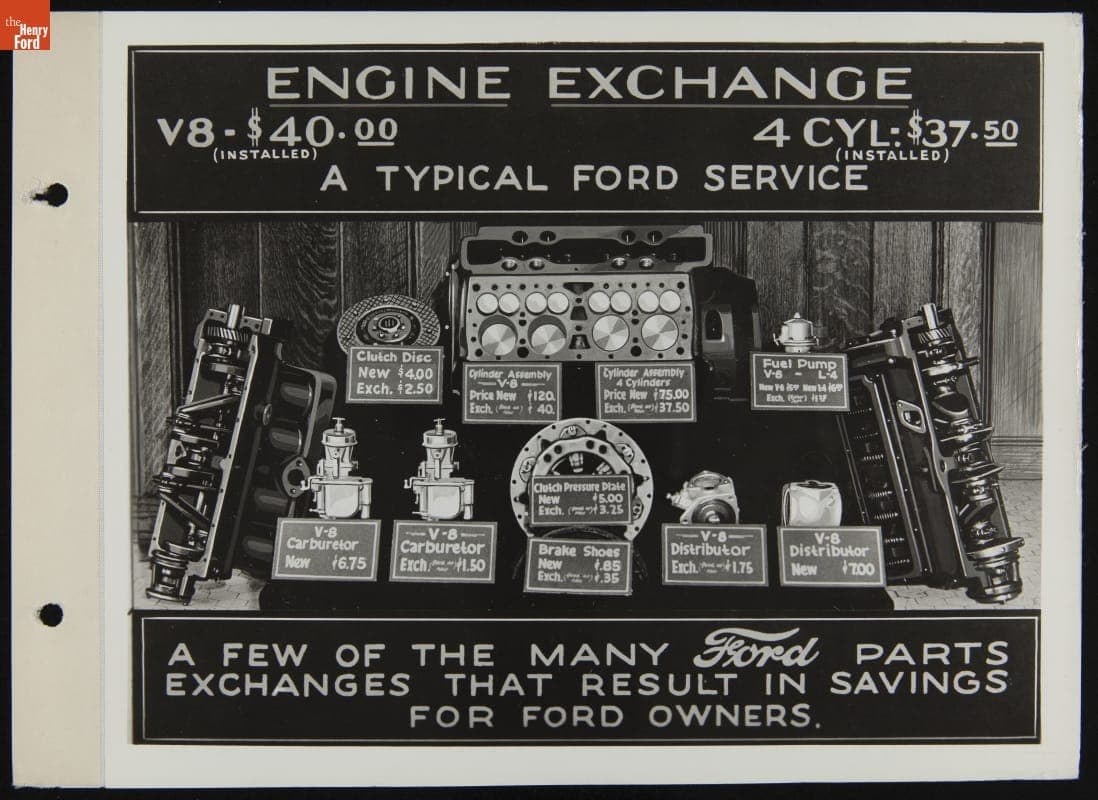 the
Henry
Ford
ENGINE EXCHANGE
V8 - $40.00
(INSTALLED)
4 CYL: $37.50
(INSTALLED)
A TYPICAL FORD SERVICE
Clutch Disc
New $4.00
Exch. $2.50
Cylinder Assembly
V-8
Price New $120.
Exch. $40.
Cylinder Assembly
4 Cylinders
Price New $75.00
Exch. $37.50
Fuel Pump
V-8 - L-4
Exch.
V-8
Carburetor
New $6.75
V-8
Carburetor
Exch. $1.50
Clutch Pressure Plate
New $5.00
Exch. $3.25
Brake Shoes
New $.85
Exch. $.35
V-8
Distributor
Exch. $1.75
V-8
Distributor
New $7.00
A FEW OF THE MANY Ford PARTS
EXCHANGES THAT RESULT IN SAVINGS
FOR FORD OWNERS.